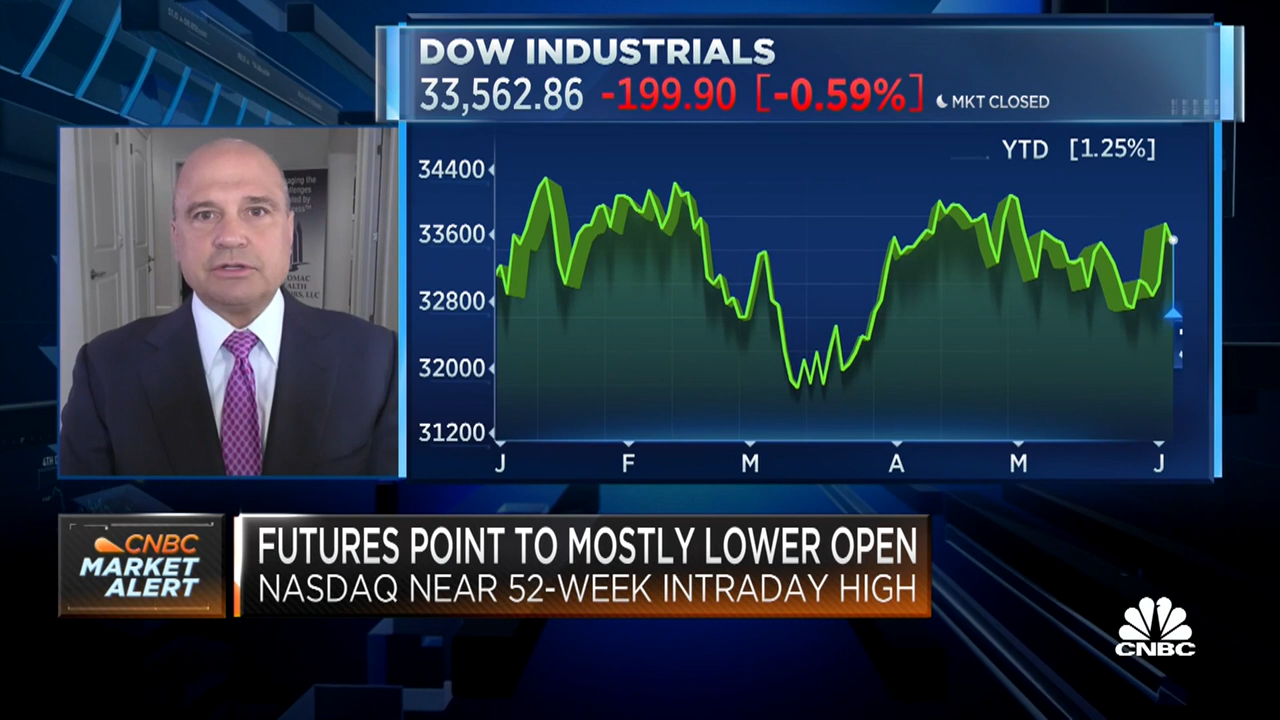 DOW INDUSTRIALS
33,562.86 -199.90 [-0.59%] MKT CLOSED
YTD [1.25%]
34400
33600
32800
32000
31200
J F M A M J
CNBC
MARKET
ALERT
FUTURES POINT TO MOSTLY LOWER OPEN
NASDAQ NEAR 52-WEEK INTRADAY HIGH
CNBC